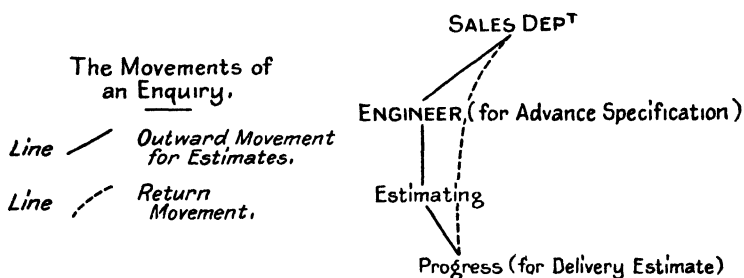 The Movements of
an Enquiry.
Line Outward Movement
for Estimates.
Line Return
Movement.
SALES DEPT
ENGINEER, (for Advance Specification)
Estimating
Progress (for Delivery Estimate)